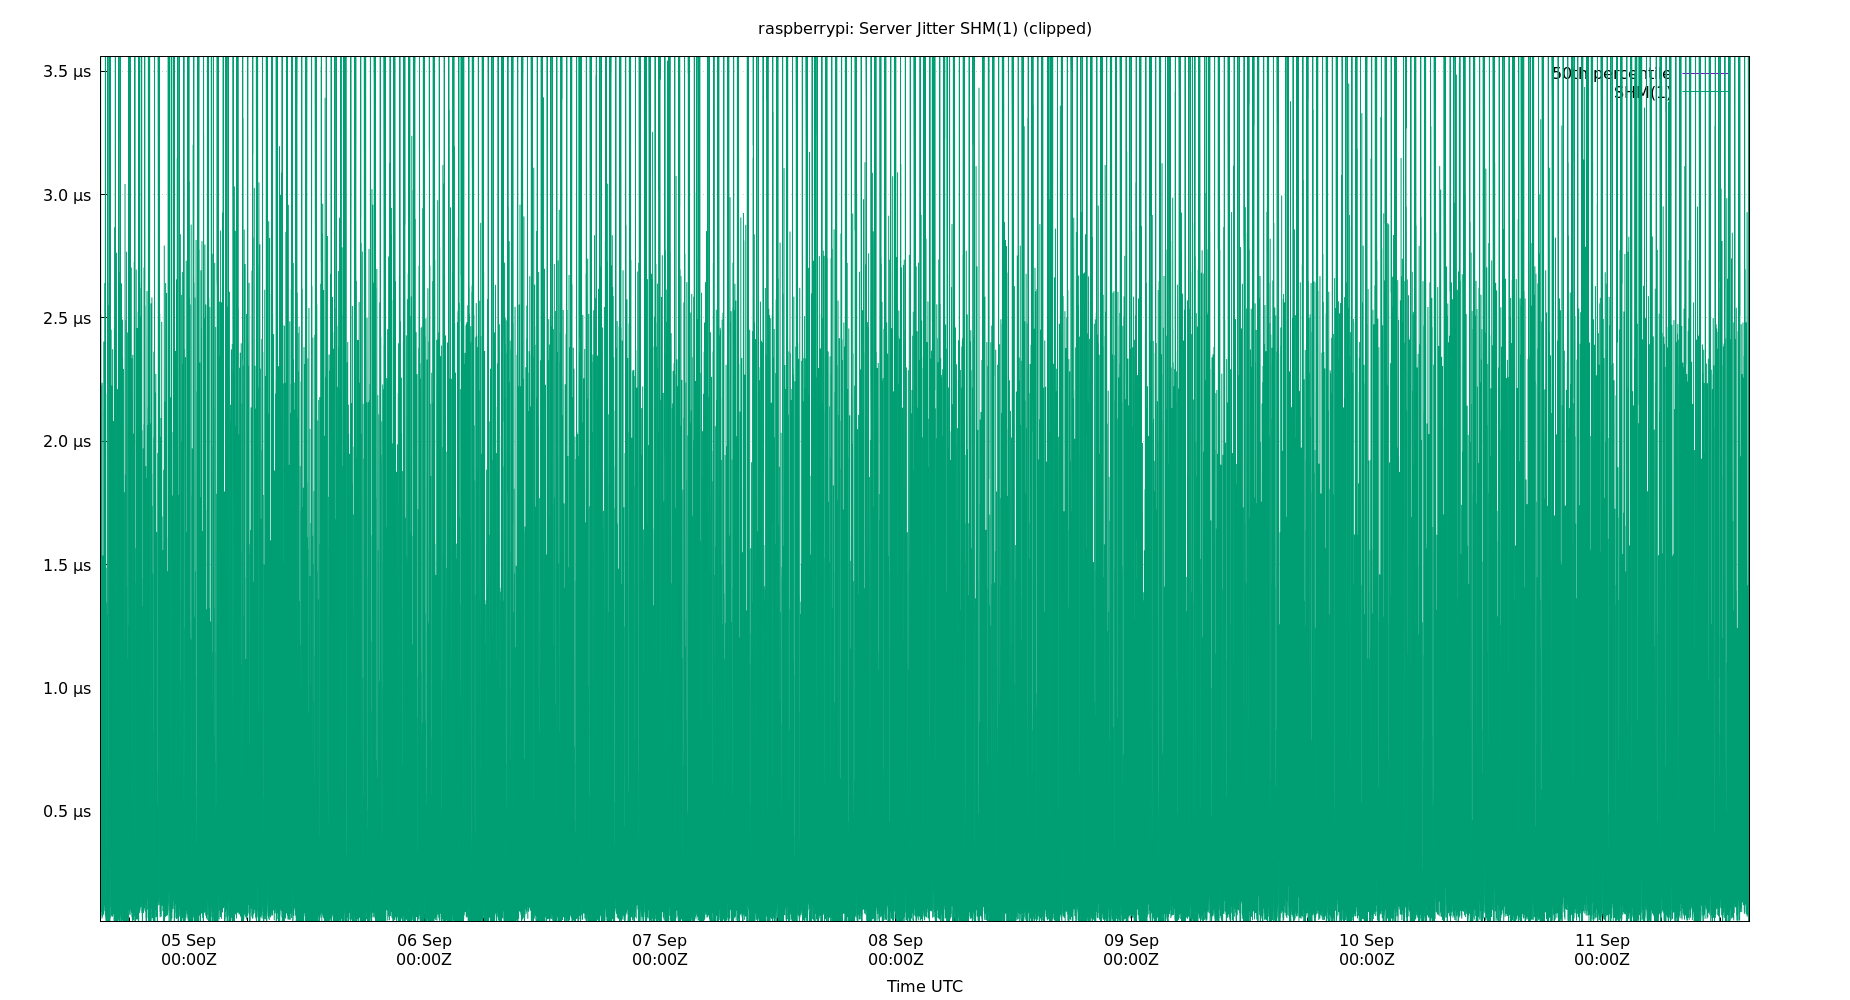 raspberrypi: Server Jitter SHM(1) (clipped)
3.5 µs
50th percentile
SHM(1)
3.0 µs
2.5 µs
2.0 µs
1.5 µs
1.0 µs
0.5 µs
05 Sep 06 Sep 07 Sep 08 Sep 09 Sep 10 Sep 11 Sep
00:00Z 00:00Z 00:00Z 00:00Z 00:00Z 00:00Z 00:00Z
Time UTC